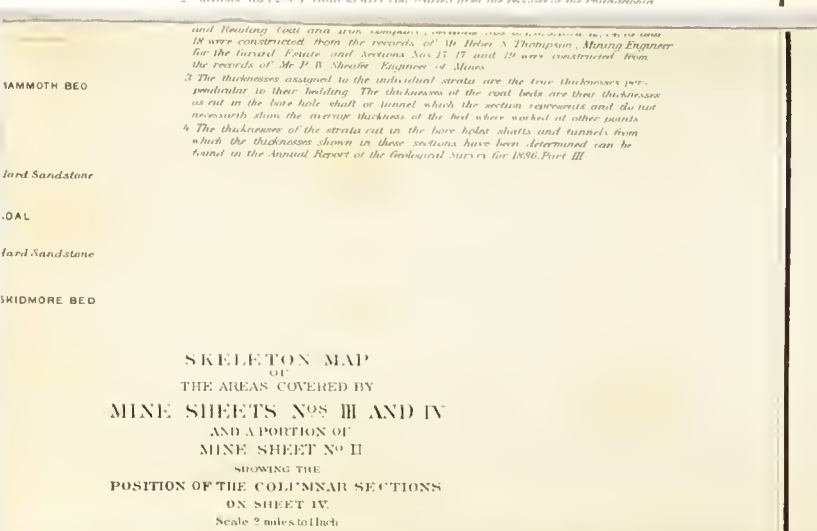 and Reading Coal and Iron Company,
18 were constructed from the records of Mr Heber S Thompson, Mining Engineer
for the Girard Estate and Sections Nos 15 17 and 19 were constructed from
the records of Mr P W Sheafer Engineer of Mines
3 The thicknesses assigned to the individual strata are the true thicknesses per-
pendicular to their bedding The thicknesses of the coal beds are their thicknesses
as cut in the bore hole shaft or tunnel which the section represents and do not
necessarily show the average thickness of the bed where worked at other points
4 The thicknesses of the strata cut in the bore holes shafts and tunnels from
which the thicknesses shown in these sections have been determined can be
found in the Annual Report of the Geological Survey for 1886, Part III
MAMMOTH BED
Hard Sandstone
COAL
Hard Sandstone
SKIDMORE BED
SKELETON MAP
OF
THE AREAS COVERED BY
MINE SHEETS Nos III AND IV
AND A PORTION OF
MINE SHEET No II
SHOWING THE
POSITION OF THE COLUMNAR SECTIONS
ON SHEET IV.
Scale 2 miles to 1 Inch